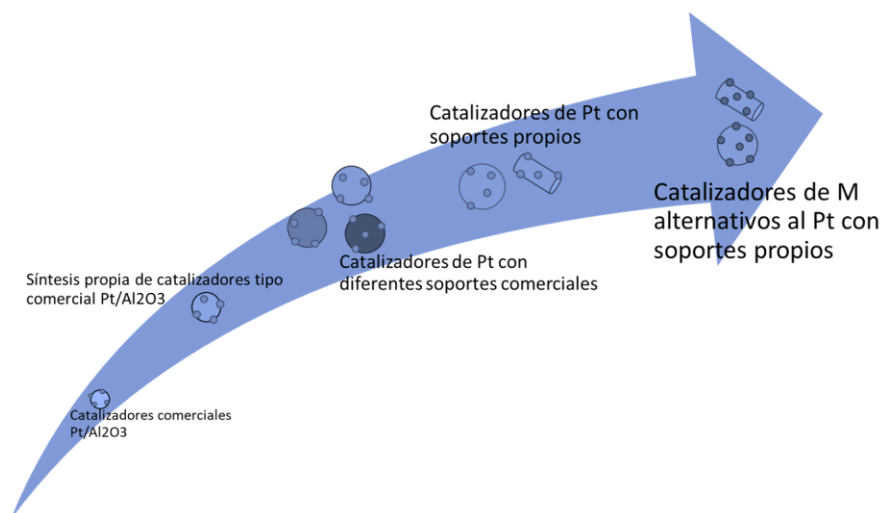 Catalizadores de Pt con
soportes propios
Catalizadores de M
alternativos al Pt con
soportes propios
Catalizadores de Pt con
diferentes soportes comerciales
Síntesis propia de catalizadores tipo
comercial Pt/Al2O3
Catalizadores comerciales
Pt/Al2O3